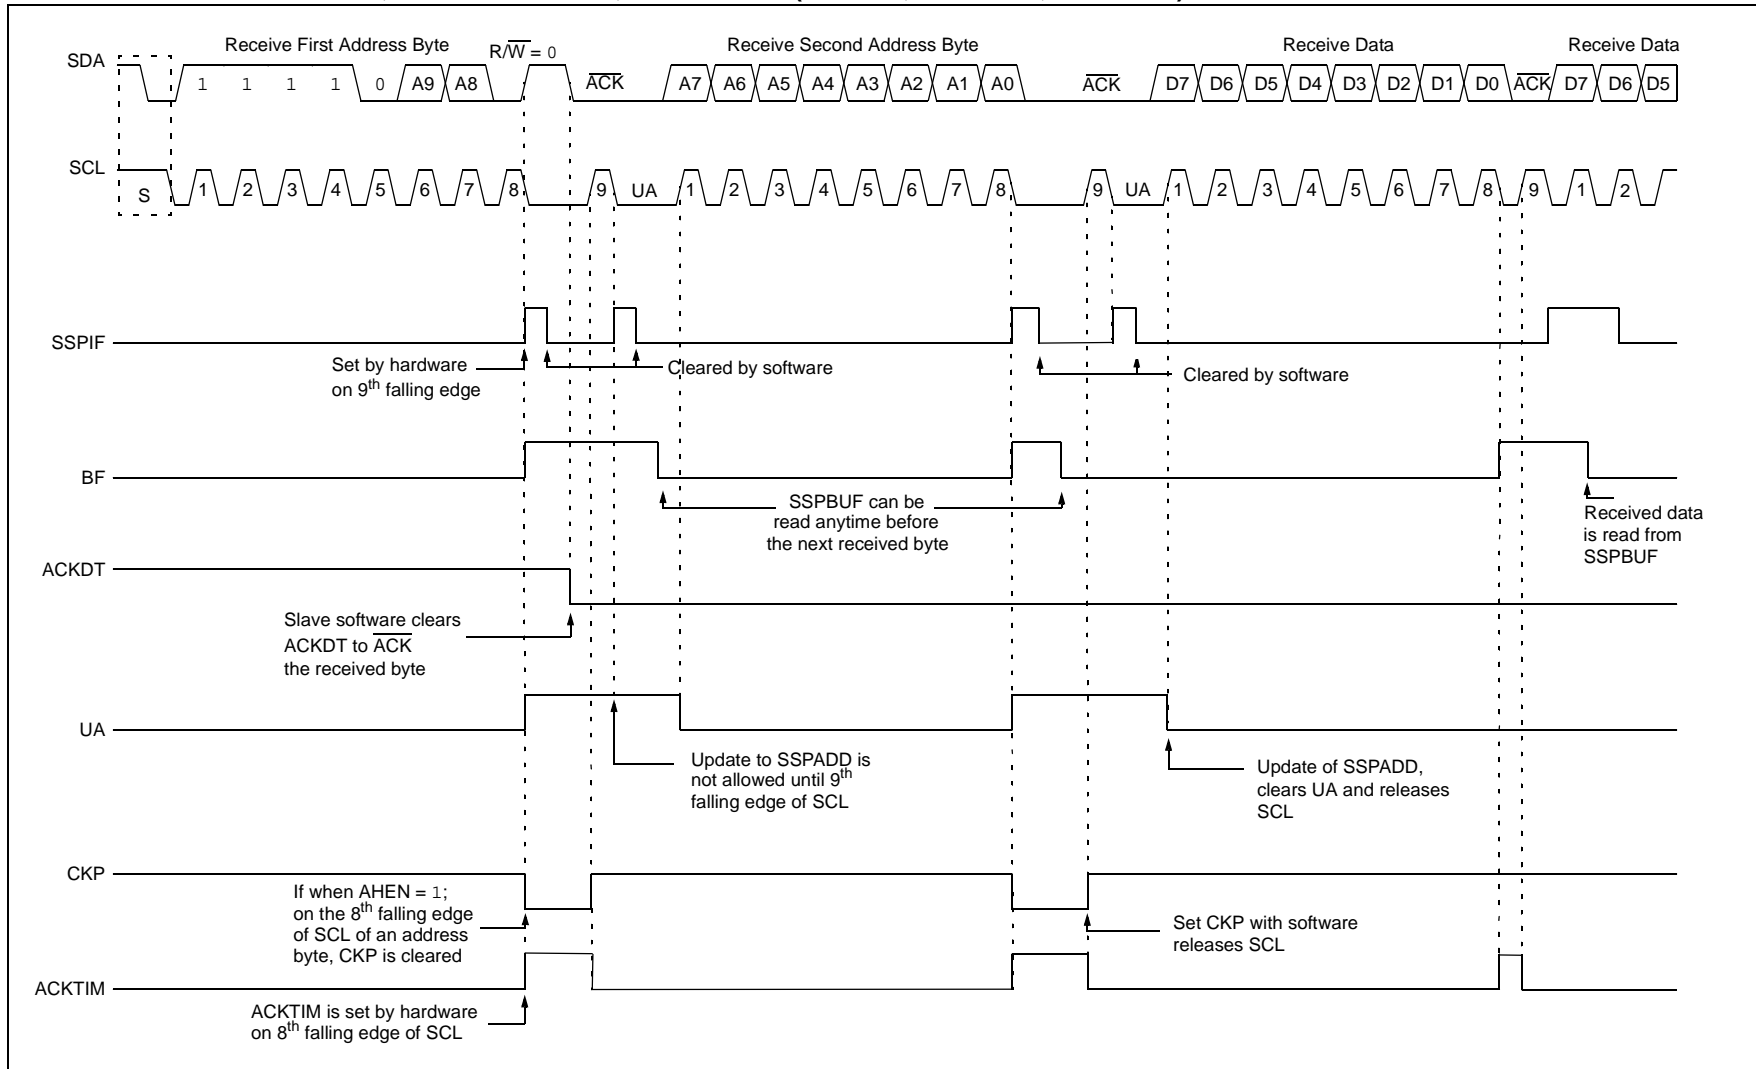 Receive First Address Byte
R/W = 0
Receive Second Address Byte
Receive Data
Receive Data
SDA
1 1 1 1 0 A9 A8
ACK
A7 A6 A5 A4 A3 A2 A1 A0
ACK
D7 D6 D5 D4 D3 D2 D1 D0
ACK
D7 D6 D5
SCL
S
1 2 3 4 5 6 7 8 9 UA 1 2 3 4 5 6 7 8 9 UA 1 2 3 4 5 6 7 8 9 1 2
SSPIF
Set by hardware
on 9th falling edge
Cleared by software
Cleared by software
BF
SSPBUF can be
read anytime before
the next received byte
Received data
is read from
SSPBUF
ACKDT
Slave software clears
ACKDT to ACK
the received byte
UA
Update to SSPADD is
not allowed until 9th
falling edge of SCL
Update of SSPADD,
clears UA and releases
SCL
CKP
If when AHEN = 1;
on the 8th falling edge
of SCL of an address
byte, CKP is cleared
Set CKP with software
releases SCL
ACKTIM
ACKTIM is set by hardware
on 8th falling edge of SCL